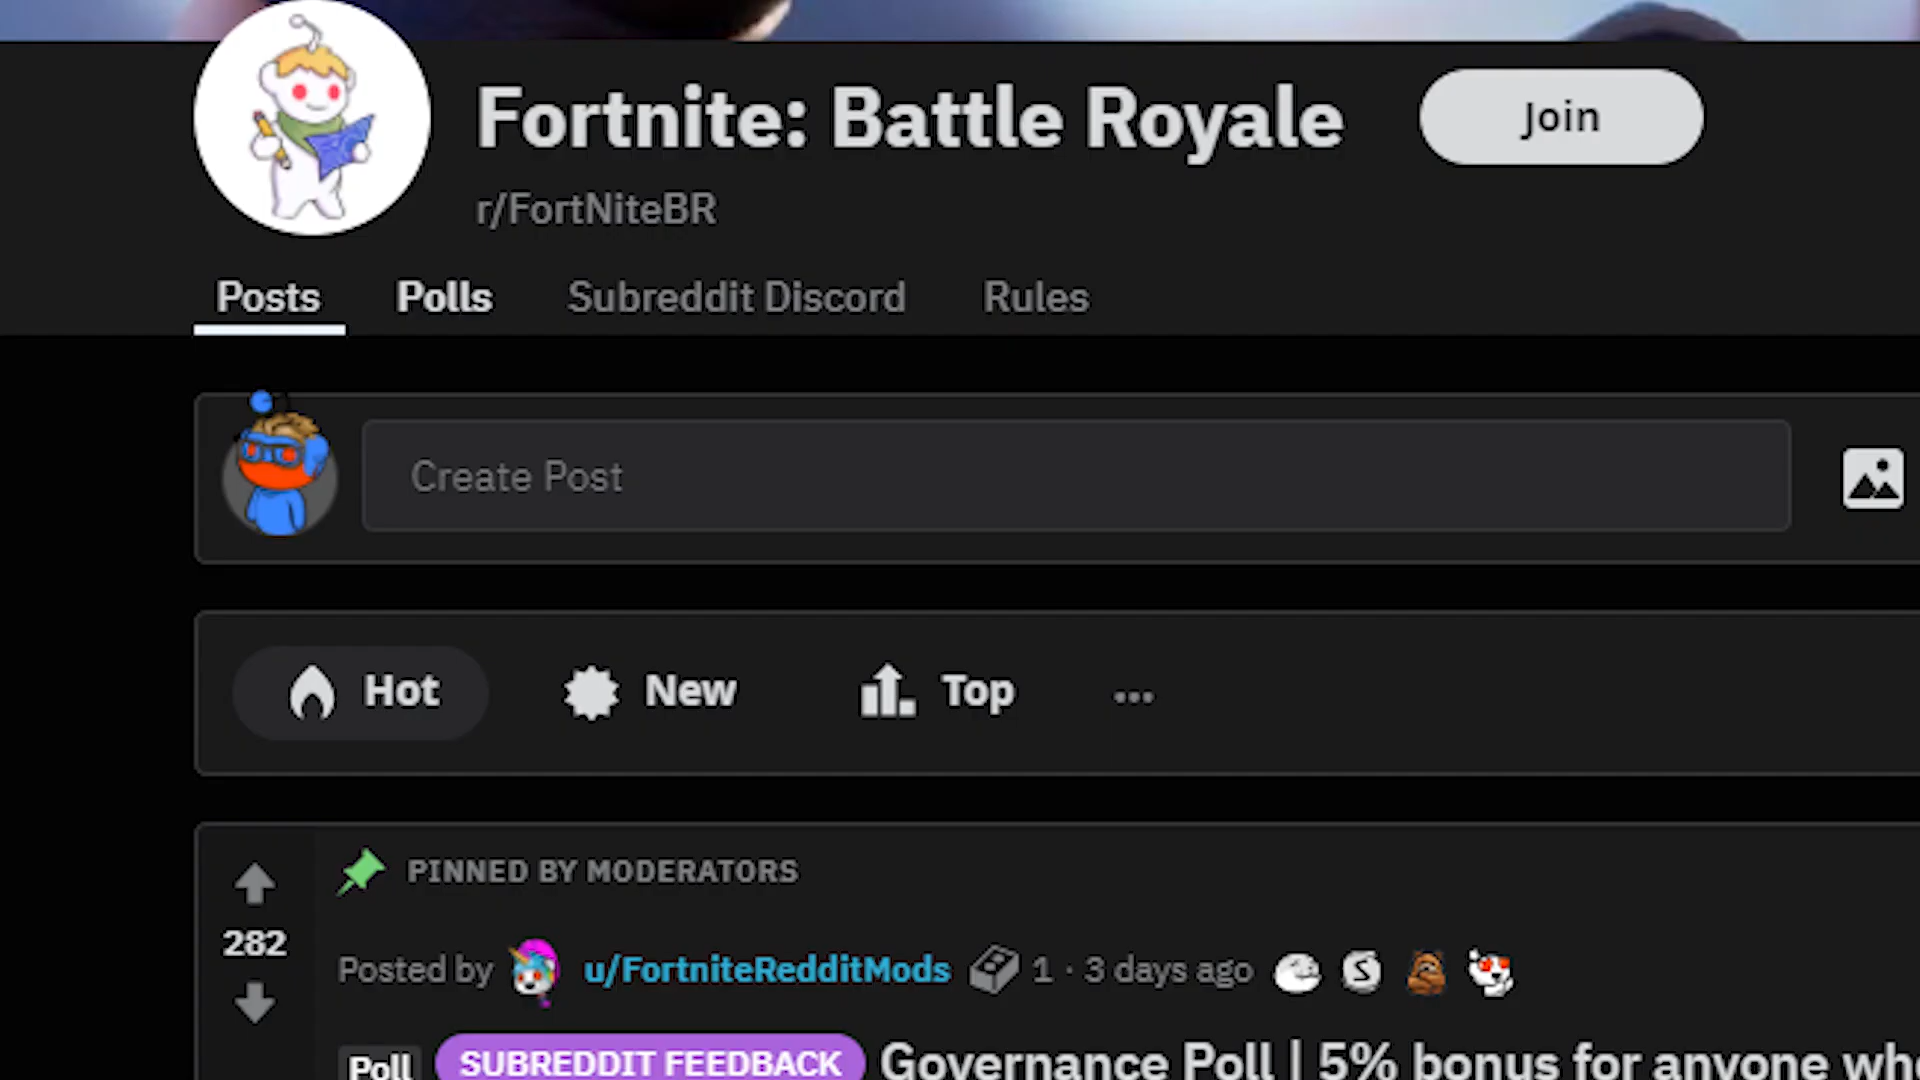 Fortnite: Battle Royale
Join
r/FortNiteBR
Posts Polls Subreddit Discord Rules
Create Post
Hot New Top ...
PINNED BY MODERATORS
282
Posted by u/FortniteRedditMods 1 · 3 days ago
Poll SUBREDDIT FEEDBACK Governance Poll | 5% bonus for anyone who